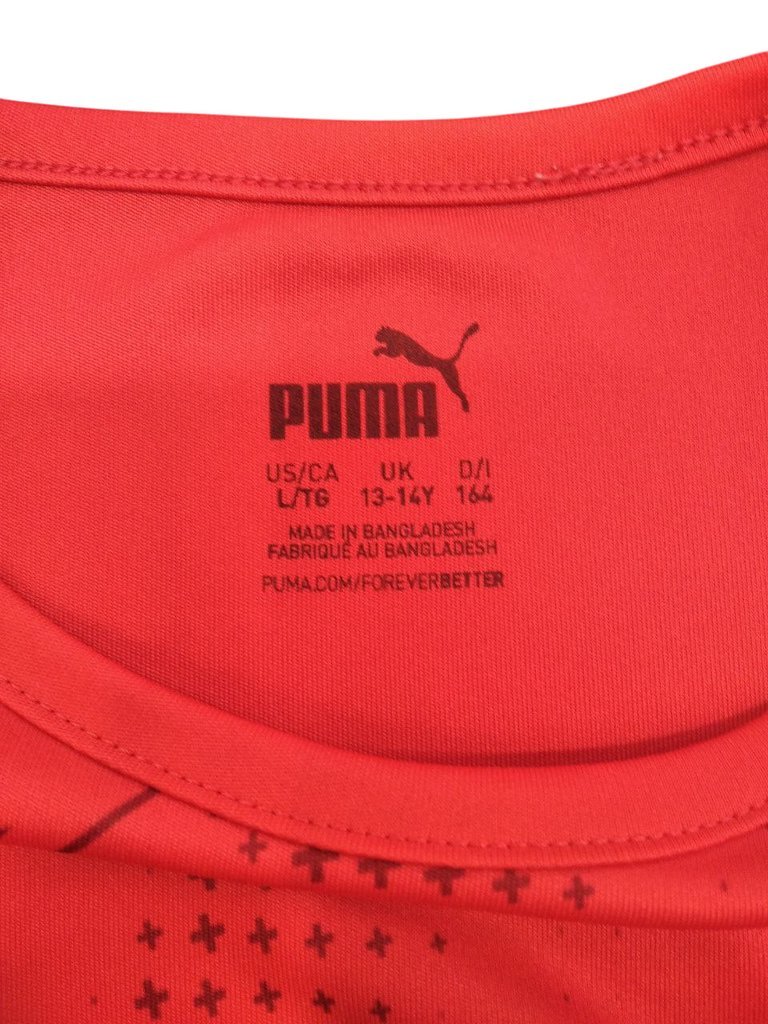 PUMA
US/CA UK D/I
L/TG 13-14Y 164
MADE IN BANGLADESH
FABRIQUÉ AU BANGLADESH
PUMA.COM/FOREVERBETTER